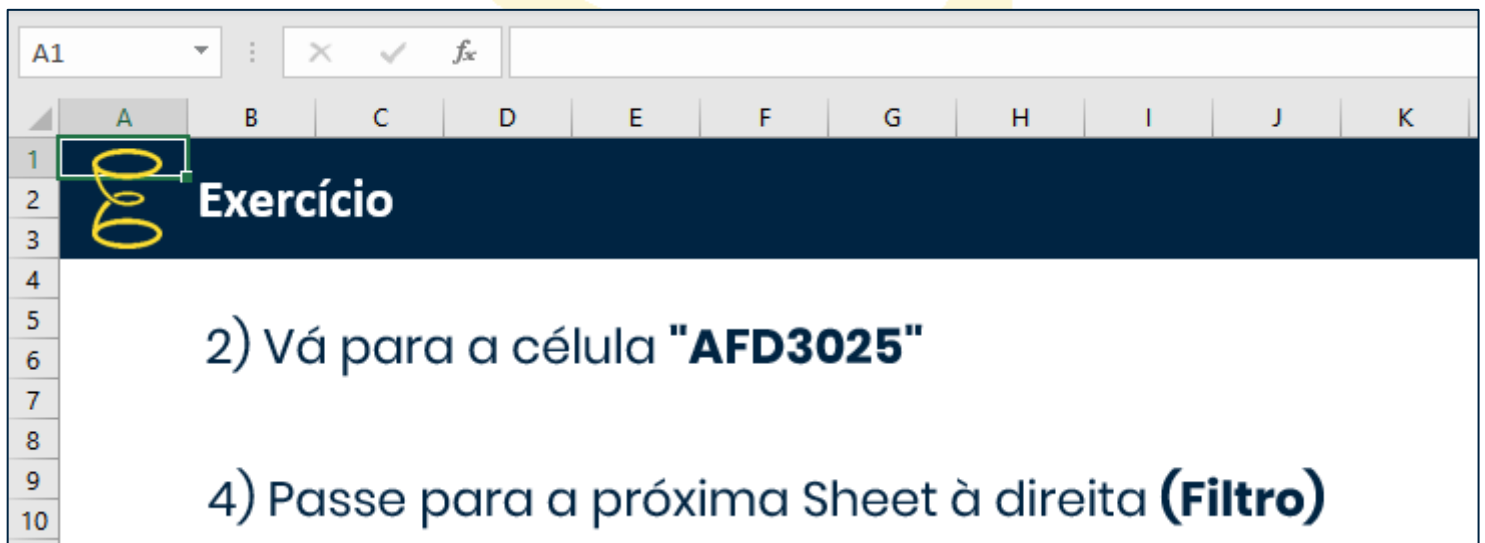 A1 fx
A B C D E F G H I J K
1
2 Exercício
3
4
5
6 2) Vá para a célula "AFD3025"
7
8
9
10 4) Passe para a próxima Sheet à direita (Filtro)